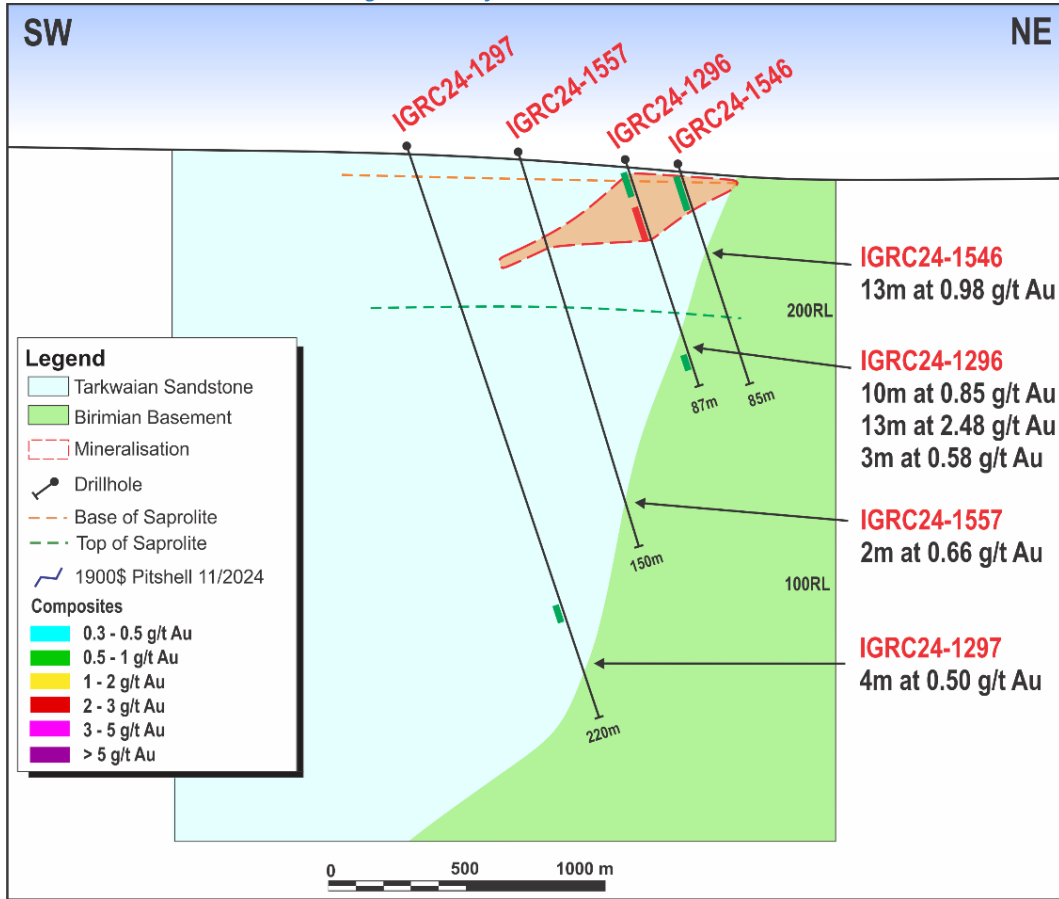 SW
NE
IGRC24-1297
IGRC24-1557
IGRC24-1296
IGRC24-1546
IGRC24-1546
13m at 0.98 g/t Au
200RL
IGRC24-1296
10m at 0.85 g/t Au
13m at 2.48 g/t Au
3m at 0.58 g/t Au
87m
85m
IGRC24-1557
2m at 0.66 g/t Au
150m
100RL
IGRC24-1297
4m at 0.50 g/t Au
220m
Legend
Tarkwaian Sandstone
Birimian Basement
Mineralisation
Drillhole
Base of Saprolite
Top of Saprolite
1900$ Pitshell 11/2024
Composites
0.3 - 0.5 g/t Au
0.5 - 1 g/t Au
1 - 2 g/t Au
2 - 3 g/t Au
3 - 5 g/t Au
> 5 g/t Au
0 500 1000 m